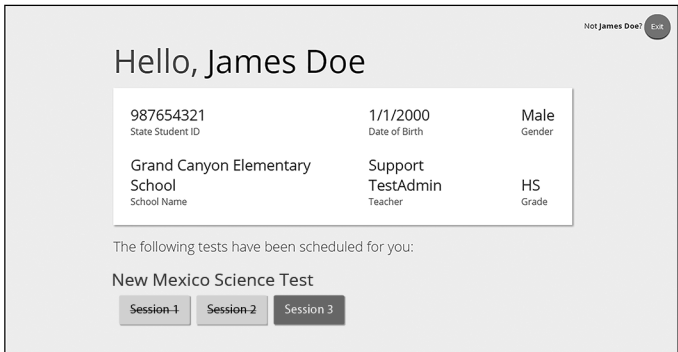 Not James Doe? Exit
Hello, James Doe
987654321 1/1/2000 Male
State Student ID Date of Birth Gender
Grand Canyon Elementary Support
School TestAdmin HS
School Name Teacher Grade
The following tests have been scheduled for you:
New Mexico Science Test
Session 1 Session 2 Session 3